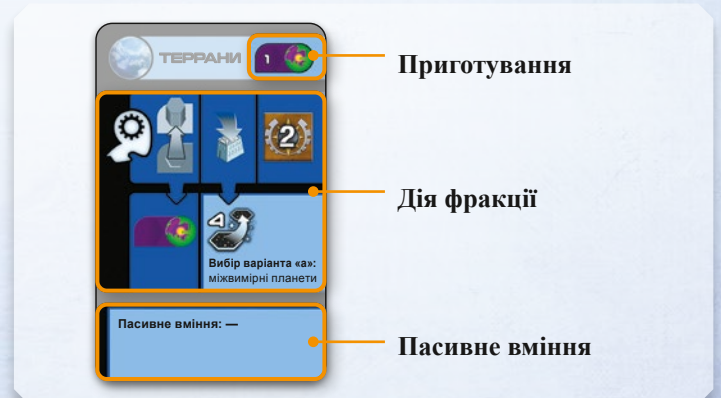 ТЕРРАНИ
1
Приготування
2
Дія фракції
4
Вибір варіанта «а»:
міжвимірні планети
Пасивне вміння: —
Пасивне вміння